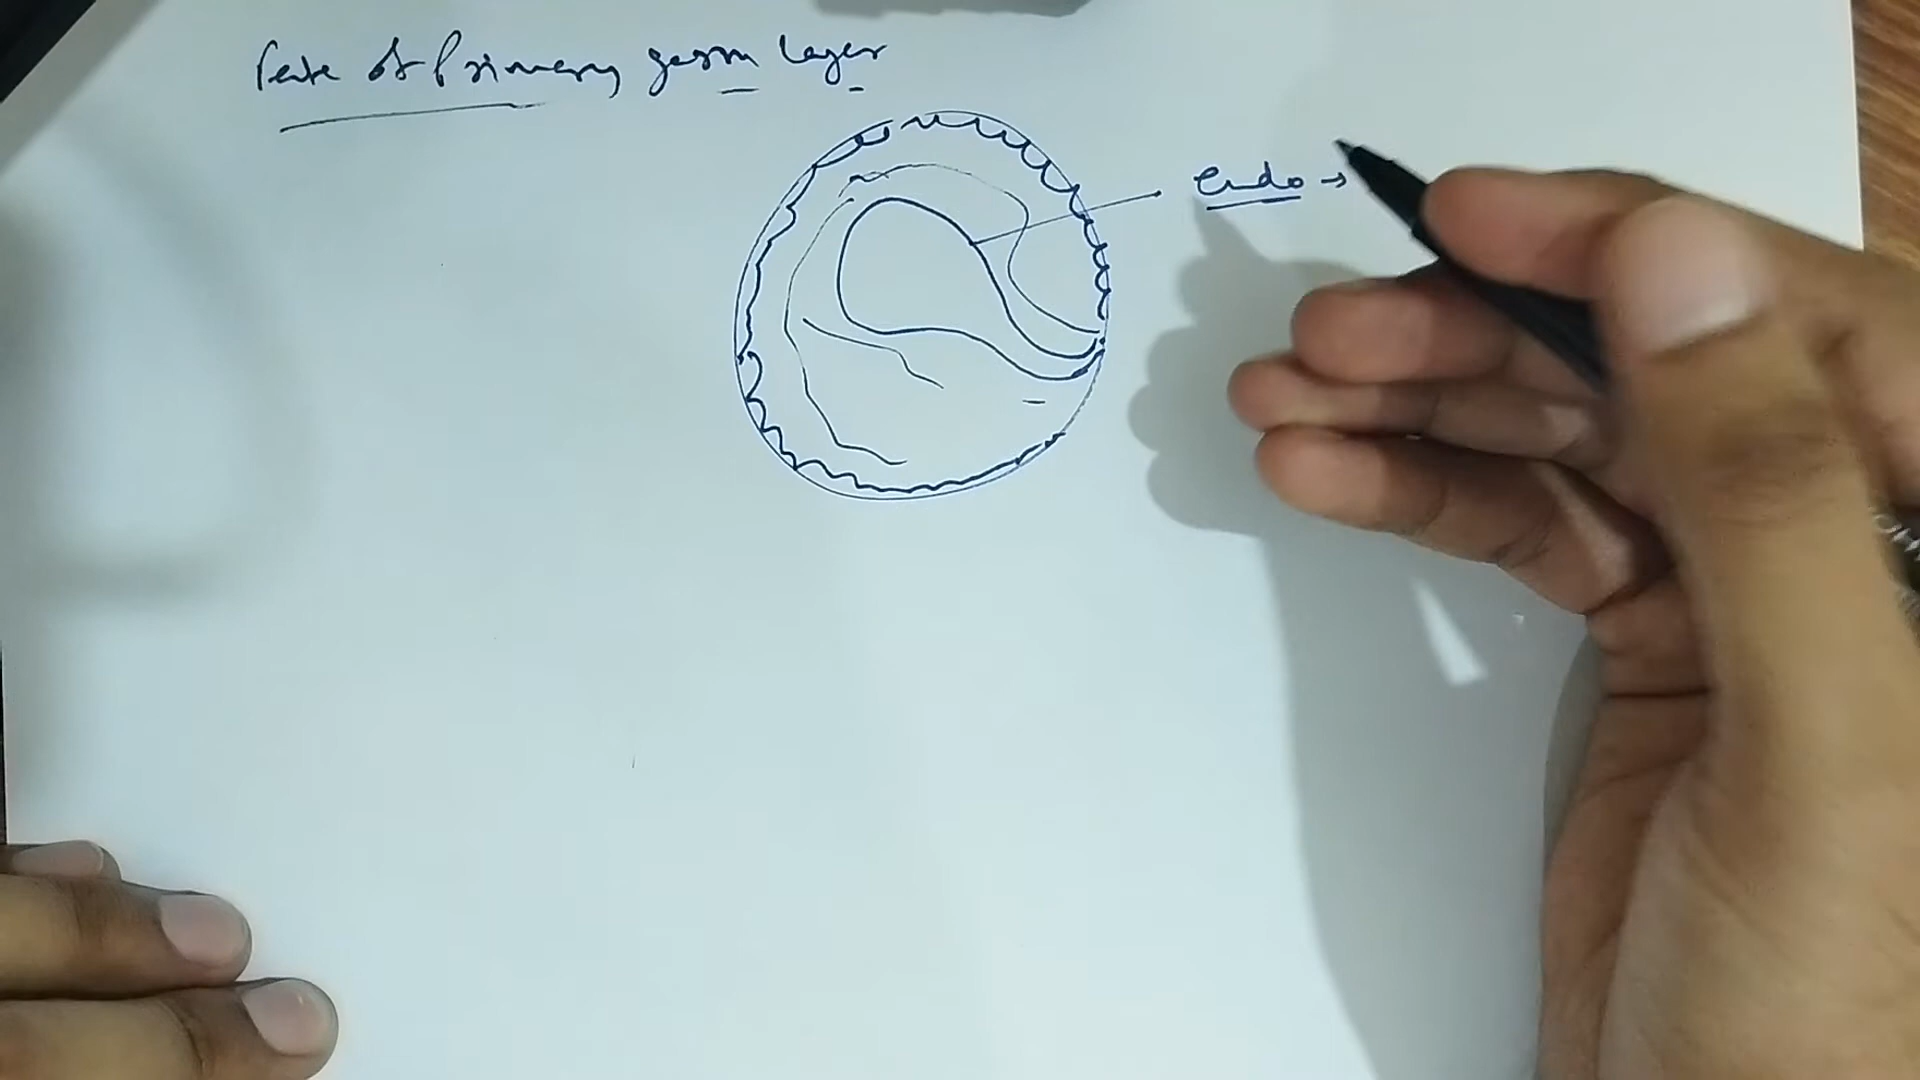 Fate of Primary germ layer
endo →